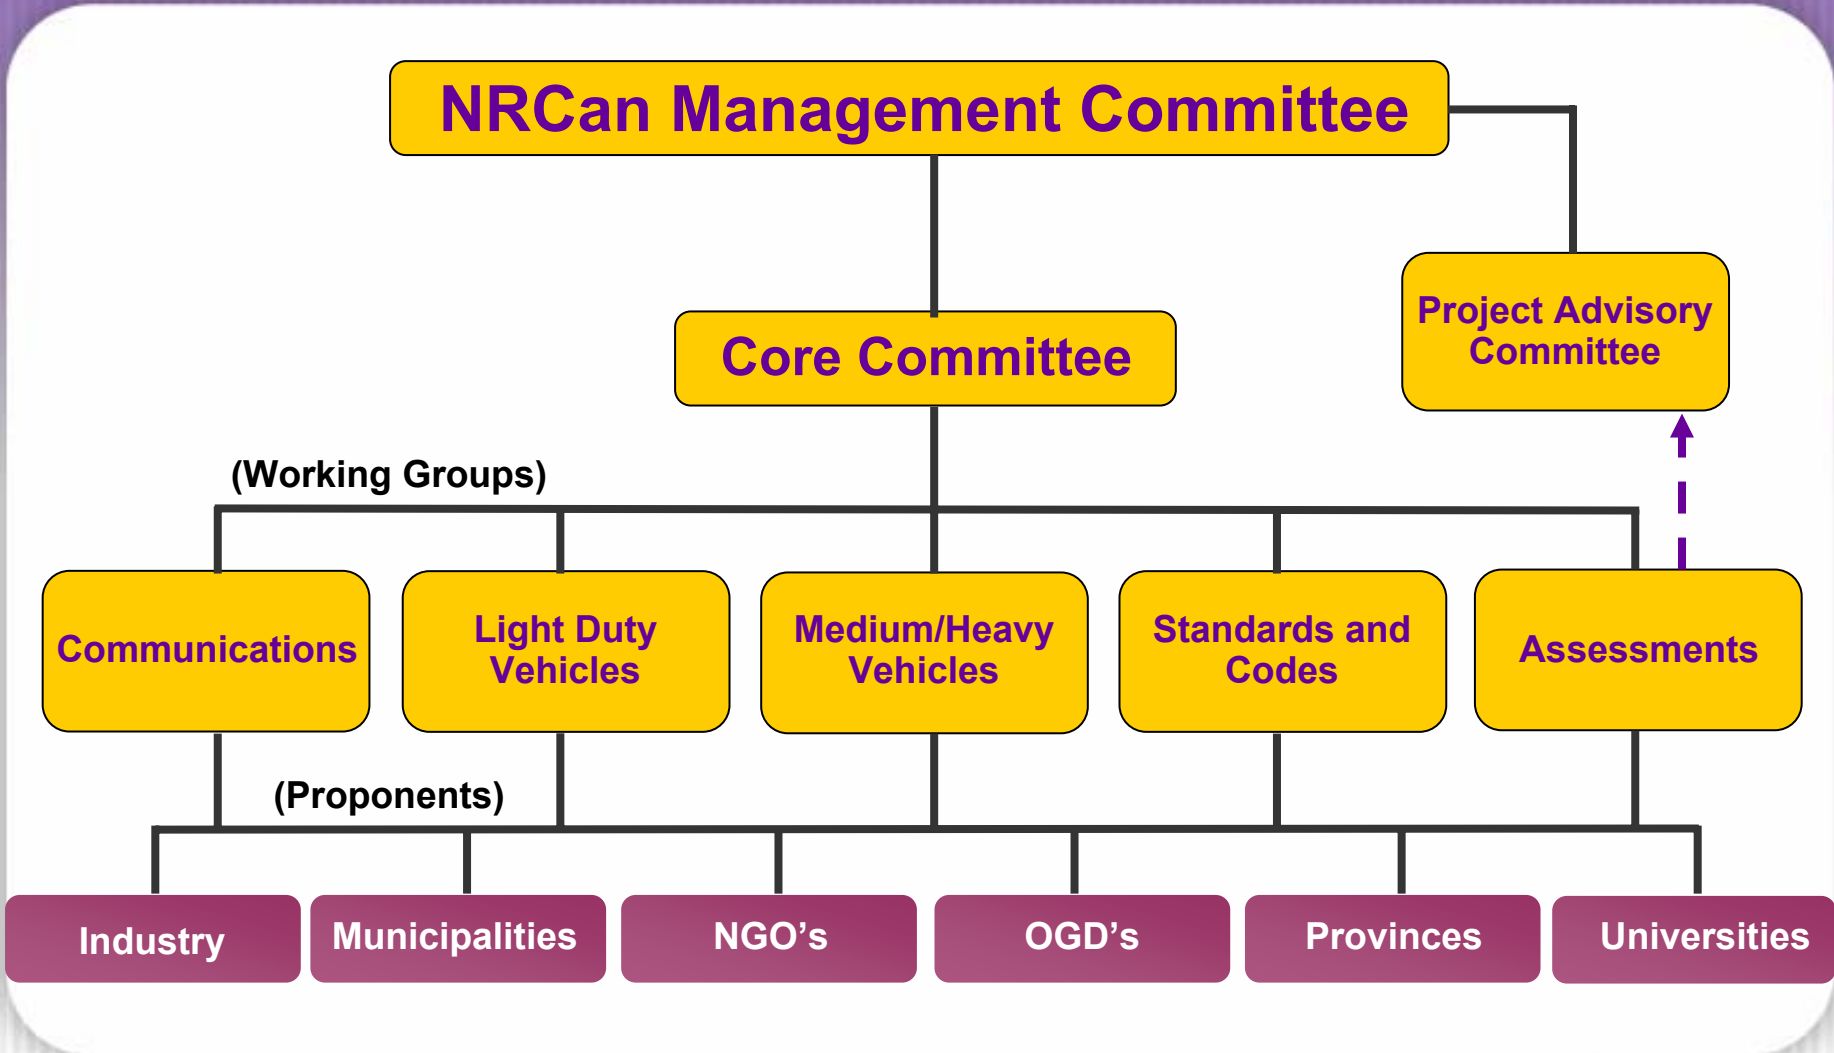 NRCan Management Committee
Project Advisory
Committee
Core Committee
(Working Groups)
Communications
Light Duty
Vehicles
Medium/Heavy
Vehicles
Standards and
Codes
Assessments
(Proponents)
Industry
Municipalities
NGO’s
OGD’s
Provinces
Universities